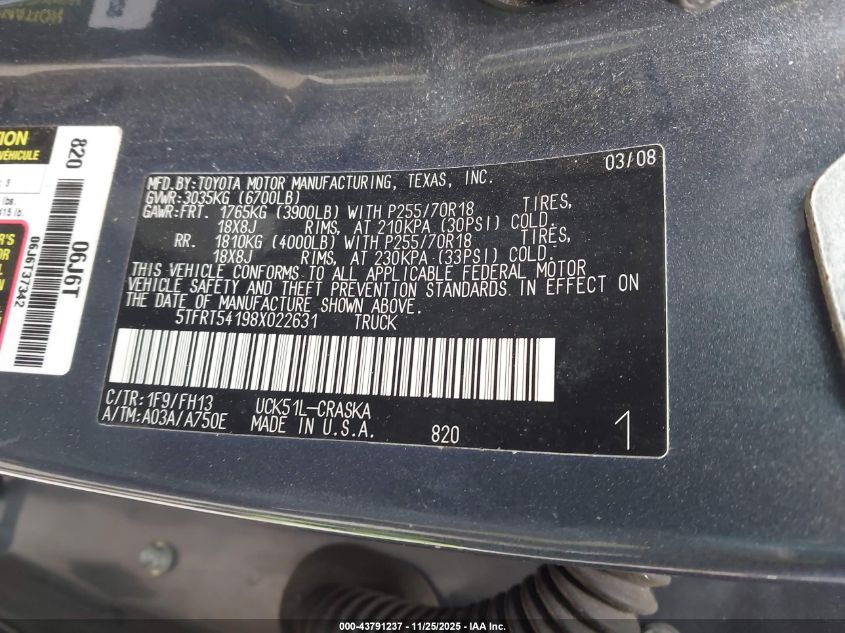 TION
VÉHICULE
820
06J6T
06J6T37342
03/08
MFD.BY:TOYOTA MOTOR MANUFACTURING, TEXAS, INC.
GVWR:3035KG (6700LB)
GAWR:FRT. 1765KG (3900LB) WITH P255/70R18 TIRES,
18X8J RIMS, AT 210KPA (30PSI) COLD.
RR. 1810KG (4000LB) WITH P255/70R18 TIRES,
18X8J RIMS, AT 230KPA (33PSI) COLD.
THIS VEHICLE CONFORMS TO ALL APPLICABLE FEDERAL MOTOR
VEHICLE SAFETY AND THEFT PREVENTION STANDARDS IN EFFECT ON
THE DATE OF MANUFACTURE SHOWN ABOVE.
5TFRT54198X022631 TRUCK
C/TR:1F9/FH13 UCK51L-CRASKA
A/TM:A03A/A750E MADE IN U.S.A. 820 1
000-43791237 - 11/25/2025 - IAA Inc.